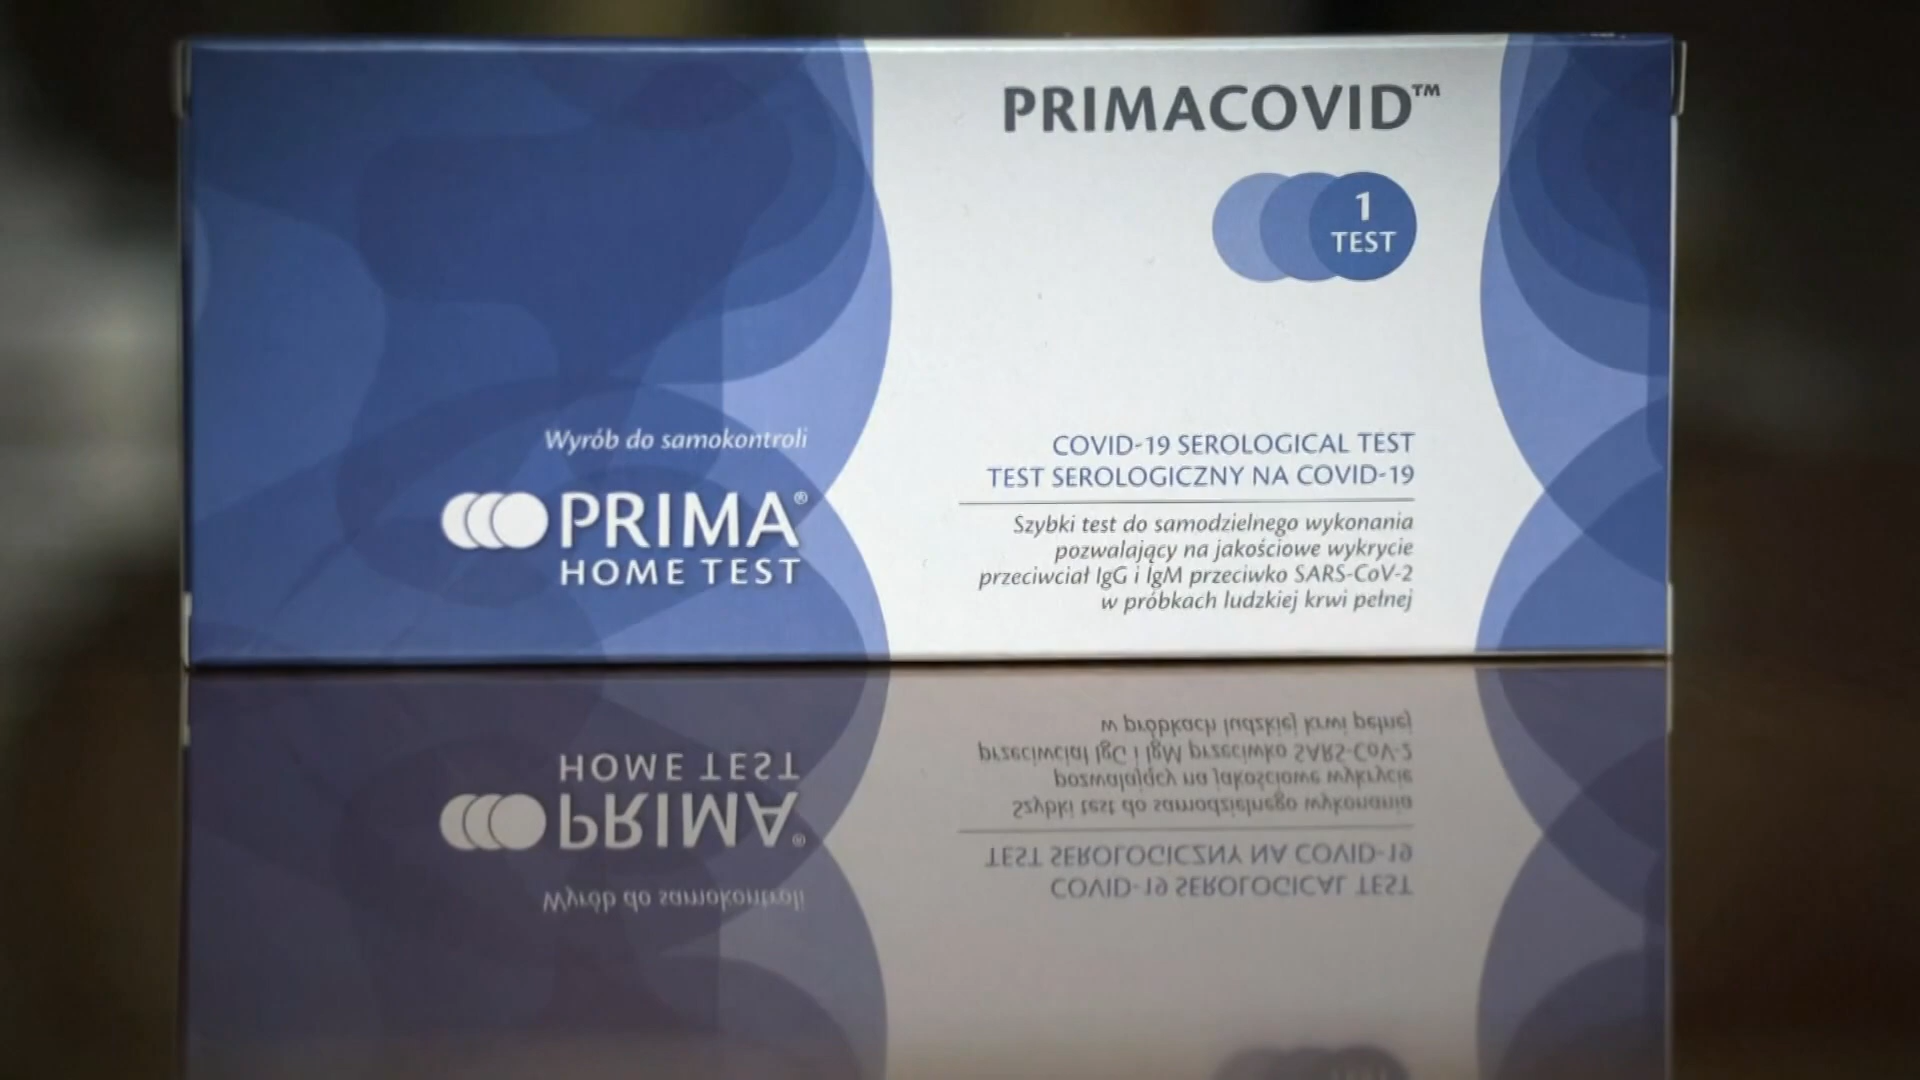 PRIMACOVID™
1
TEST
Wyrób do samokontroli
PRIMA®
HOME TEST
COVID-19 SEROLOGICAL TEST
TEST SEROLOGICZNY NA COVID-19
Szybki test do samodzielnego wykonania
pozwalający na jakościowe wykrycie
przeciwciał IgG i IgM przeciwko SARS-CoV-2
w próbkach ludzkiej krwi pełnej